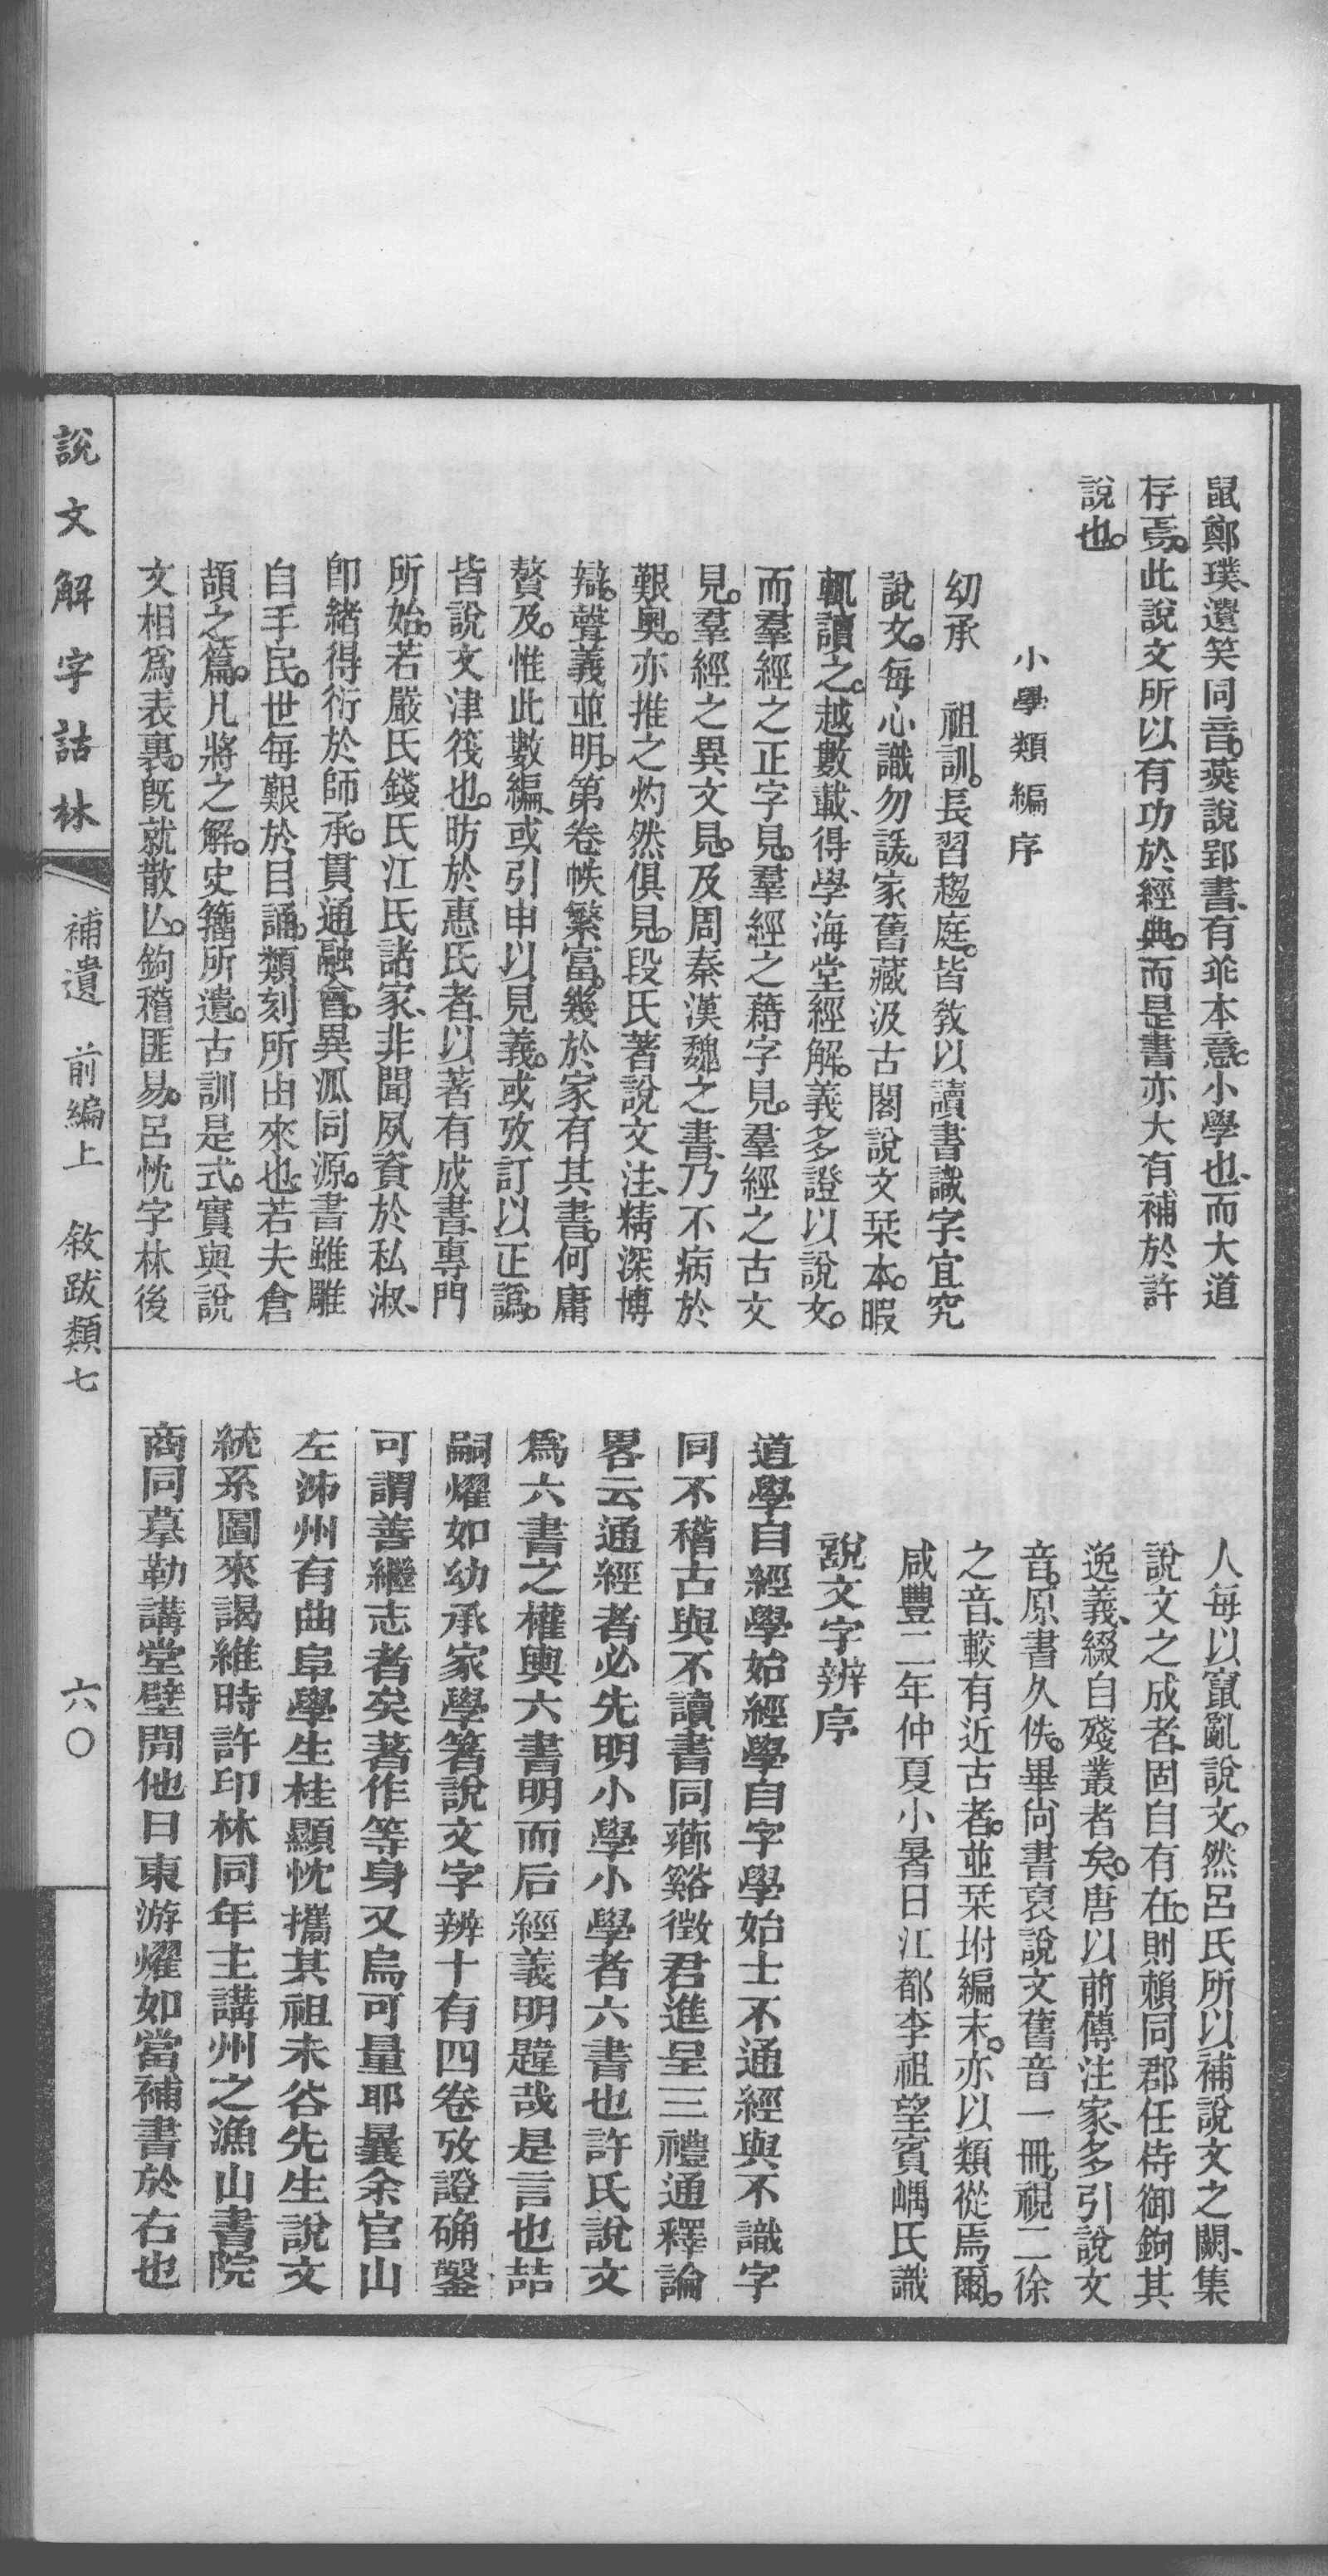 鼠鄭璞、遺笑同音。燕說郢書、有乖本意。小學也、而大道
存焉。此說文所以有功於經典。而是書亦大有補於許
說也。
小學類編序
幼承　祖訓。長習趨庭。皆敎以讀書識字、宜究
說文。每心識勿諼。家舊藏汲古閣說文栞本。暇
輒讀之。越數載、得學海堂經解。義多證以說文。
而羣經之正字見。羣經之藉字見。羣經之古文
見。羣經之異文見。及周秦漢魏之書、乃不病於
艱奧。亦推之灼然俱見。段氏著說文注、精深博
辯。聲義並明。第卷帙繁富。幾於家有其書。何庸
贅及。惟此數編、或引申以見義。或攷訂以正譌。
皆說文津筏也。昉於惠氏者、以著有成書、專門
所始。若嚴氏錢氏江氏諸家、非聞夙資於私淑、
卽緒得衍於師承。貫通融會。異泒同源。書雖雕
自手民。世每艱於目誦。類刻所由來也。若夫倉
頡之篇。凡將之解。史籒所遺。古訓是式。實與說
文相爲表裏。旣就散亾。鉤稽匪易。呂忱字林、後
人每以竄亂說文。然呂氏所以補說文之闕、集
說文之成者、固自有在。則賴同郡任侍御鉤其
逸義、綴自殘叢者矣。唐以前傳注家、多引說文
音。原書久佚。畢尙書裒說文舊音一冊。視二徐
之音、較有近古者。並栞坿編末。亦以類從焉爾。
咸豐二年仲夏小暑日江都李祖望賓嵎氏識
說文字辨序
道學自經學始經學自字學始士不通經與不識字
同不稽古與不讀書同薌谿徵君進呈三禮通釋論
畧云通經者必先明小學小學者六書也許氏說文
爲六書之權輿六書明而后經義明韙哉是言也喆
嗣燿如幼承家學箸說文字辨十有四卷攷證确鑿
可謂善繼志者矣著作等身又烏可量耶曩余官山
左沛州有曲阜學生桂顯忱攜其祖未谷先生說文
統系圖來謁維時許印林同年主講州之漁山書院
商同摹勒講堂壁閒他日東游燿如當補書於右也
說文解字詁林
補遺　前編上　敘跋類七
六〇